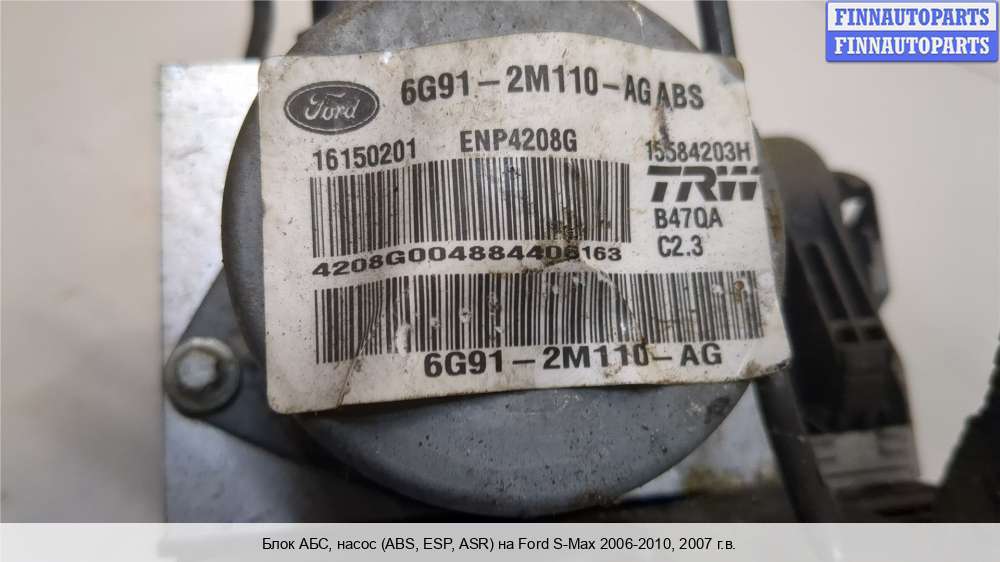 FINNAUTOPARTS
FINNAUTOPARTS
Ford
6G91-2M110-AG ABS
16150201 ENP4208G 15584203H
TRW
B47QA
C2.3
4208G004884406163
6G91-2M110-AG
Блок АБС, насос (ABS, ESP, ASR) на Ford S-Max 2006-2010, 2007 г.в.